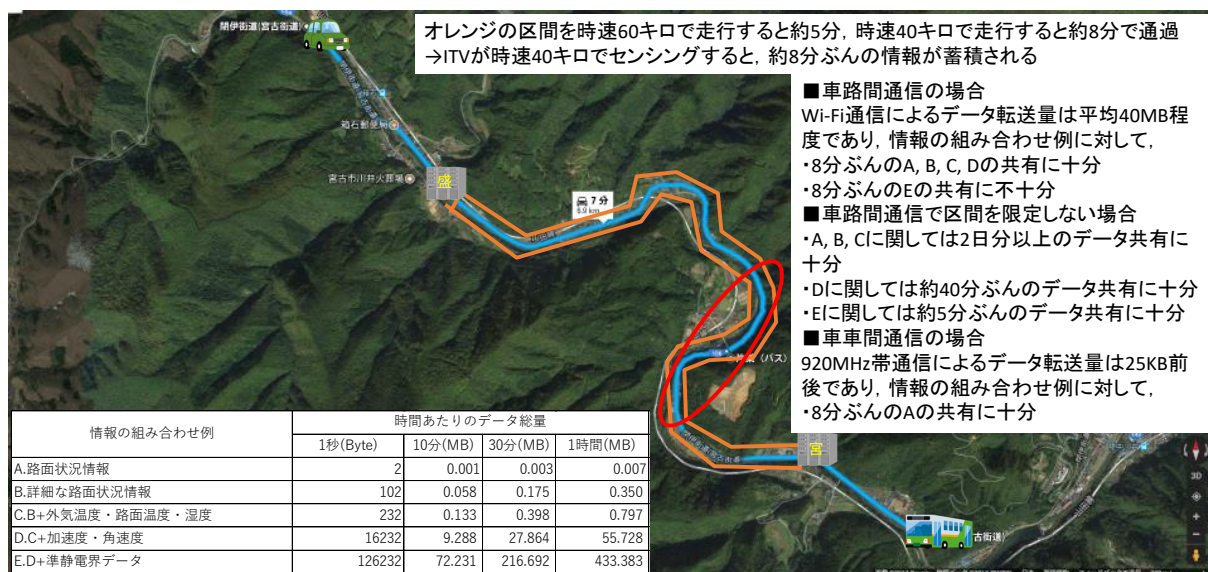 閉伊街道(宮古街道)
オレンジの区間を時速60キロで走行すると約5分，時速40キロで走行すると約8分で通過
→ITVが時速40キロでセンシングすると，約8分ぶんの情報が蓄積される
箱石郵便局
宮古市川井火葬場
盛
7 分
6.9 km
山田線
■車路間通信の場合
Wi-Fi通信によるデータ転送量は平均40MB程
度であり，情報の組み合わせ例に対して，
・8分ぶんのA, B, C, Dの共有に十分
・8分ぶんのEの共有に不十分
■車路間通信で区間を限定しない場合
・A, B, Cに関しては2日分以上のデータ共有に
十分
・Dに関しては約40分ぶんのデータ共有に十分
・Eに関しては約5分ぶんのデータ共有に十分
■車車間通信の場合
920MHz帯通信によるデータ転送量は25KB前
後であり，情報の組み合わせ例に対して，
・8分ぶんのAの共有に十分
（バス）
宮
古街道)
3D
情報の組み合わせ例 時間あたりのデータ総量
1秒(Byte) 10分(MB) 30分(MB) 1時間(MB)
A.路面状況情報 2 0.001 0.003 0.007
B.詳細な路面状況情報 102 0.058 0.175 0.350
C.B+外気温度・路面温度・湿度 232 0.133 0.398 0.797
D.C+加速度・角速度 16232 9.288 27.864 55.728
E.D+準静電界データ 126232 72.231 216.692 433.383